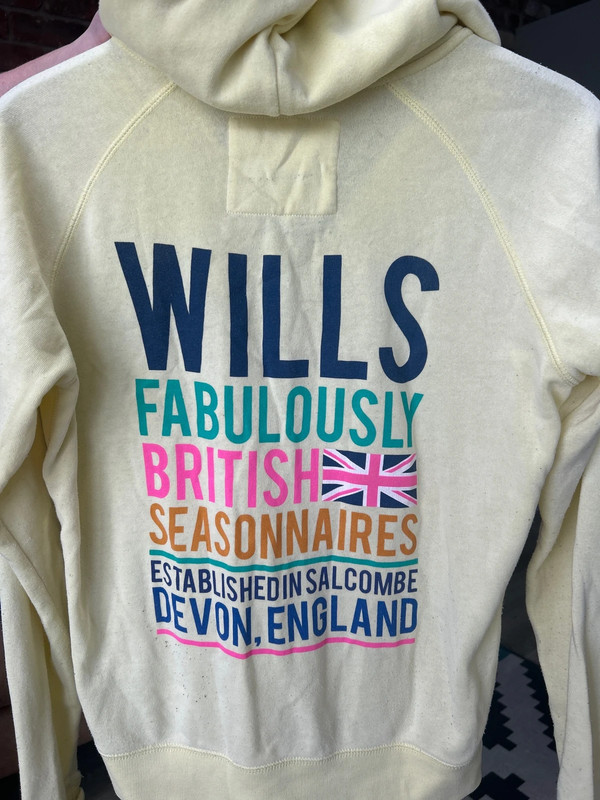 WILLS
FABULOUSLY
BRITISH
SEASONNAIRES
ESTABLISHED IN SALCOMBE
DEVON, ENGLAND